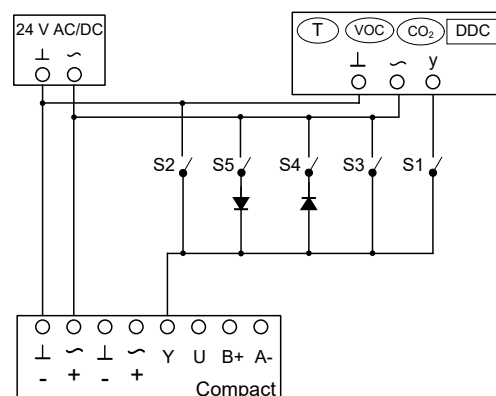 24 V AC/DC
⊥ ~
T VOC CO₂ DDC
⊥ ~ y
S2 S5 S4 S3 S1
⊥ ~ ⊥ ~ Y U B+ A-
- + - +
Compact